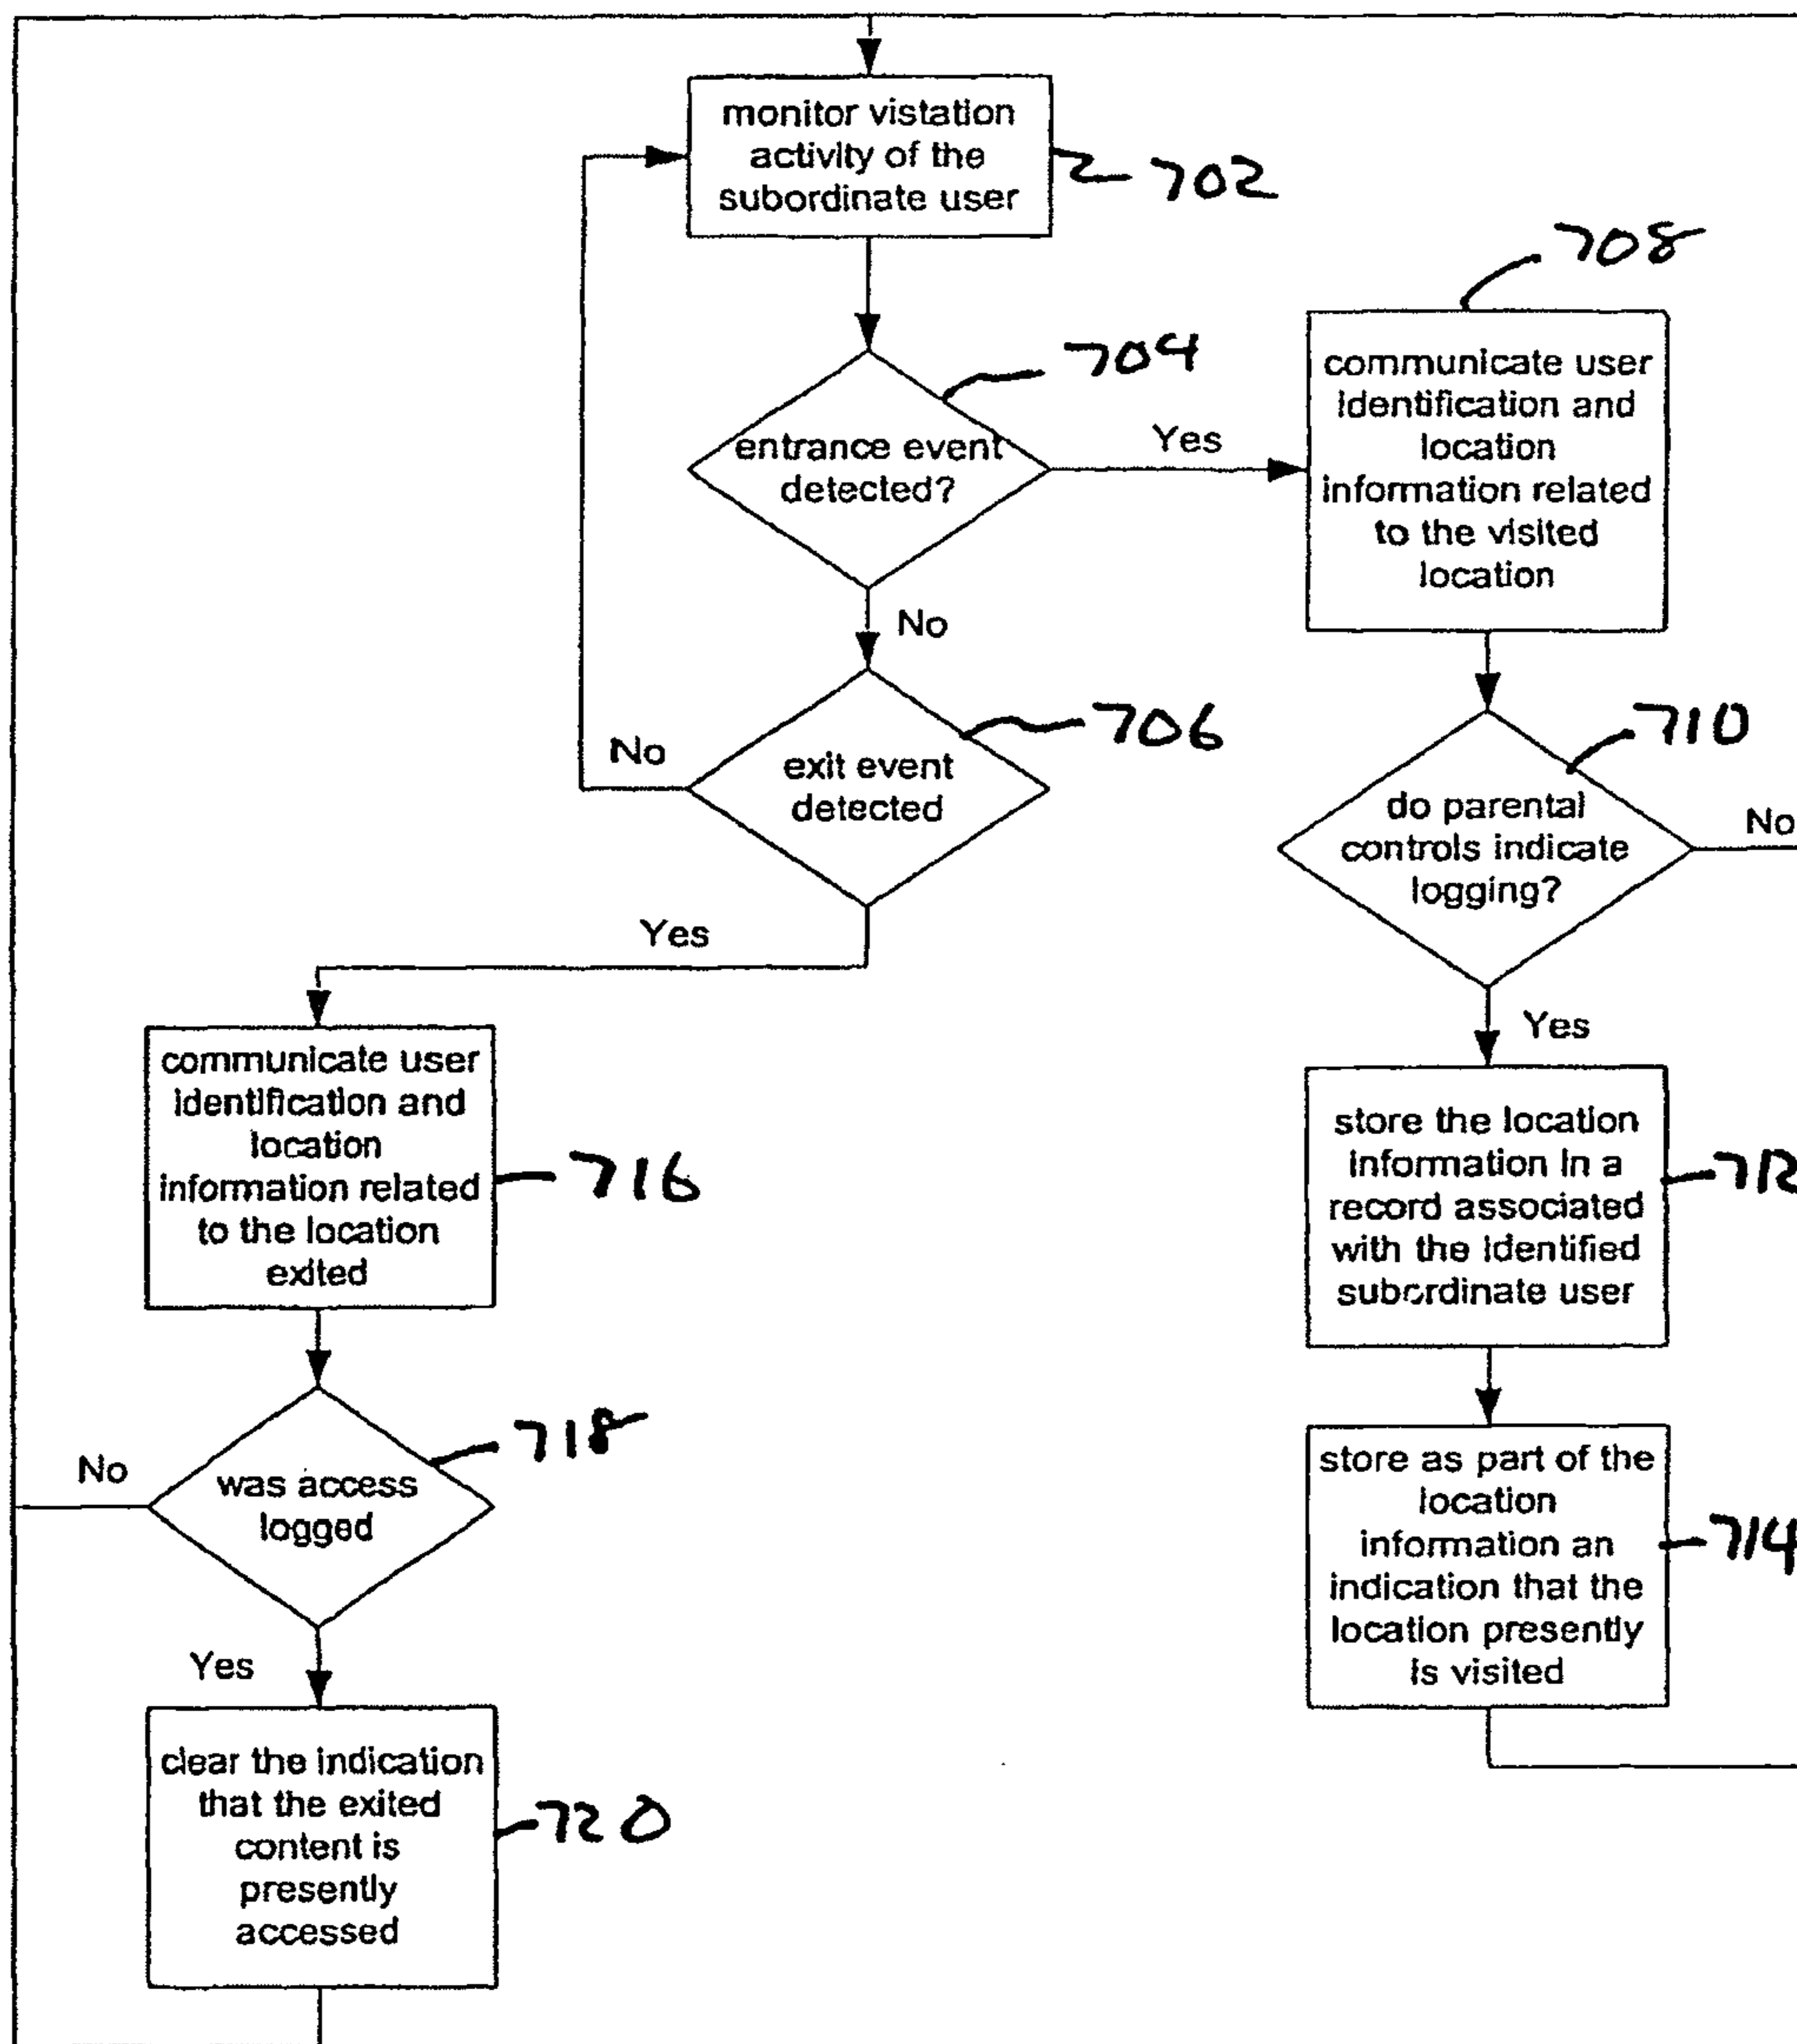 monitor vistation
activity of the
subordinate user
702
708
704
entrance event
detected?
Yes
communicate user
identification and
location
information related
to the visited
location
No
706
exit event
detected
No
710
do parental
controls indicate
logging?
No
Yes
Yes
communicate user
identification and
location
information related
to the location
exited
716
store the location
information in a
record associated
with the identified
subordinate user
712
718
was access
logged
No
store as part of the
location
information an
indication that the
location presently
is visited
714
Yes
clear the indication
that the exited
content is
presently
accessed
720